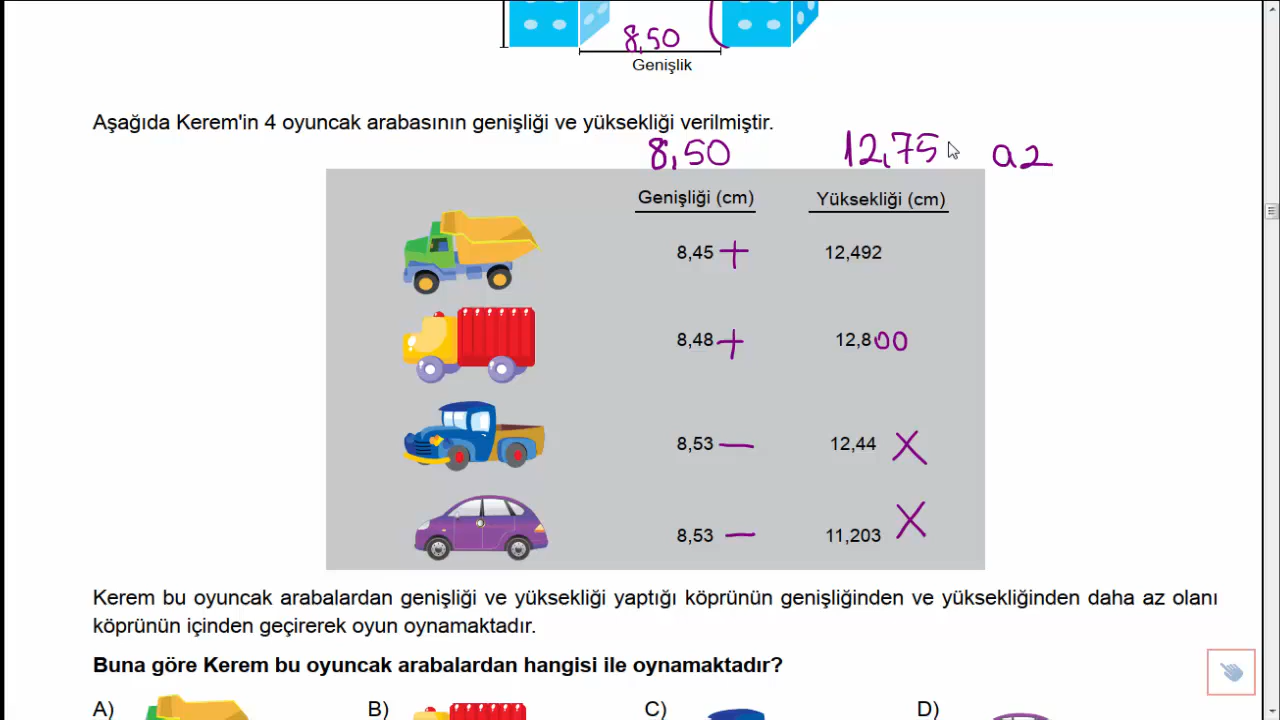 8,50
Genişlik
Aşağıda Kerem'in 4 oyuncak arabasının genişliği ve yüksekliği verilmiştir.
8,50 12,75 az
Genişliği (cm) Yüksekliği (cm)
8,45 + 12,492
8,48 + 12,800
8,53 — 12,44 X
8,53 — 11,203 X
Kerem bu oyuncak arabalardan genişliği ve yüksekliği yaptığı köprünün genişliğinden ve yüksekliğinden daha az olanı
köprünün içinden geçirerek oyun oynamaktadır.
Buna göre Kerem bu oyuncak arabalardan hangisi ile oynamaktadır?
A) B) C) D)